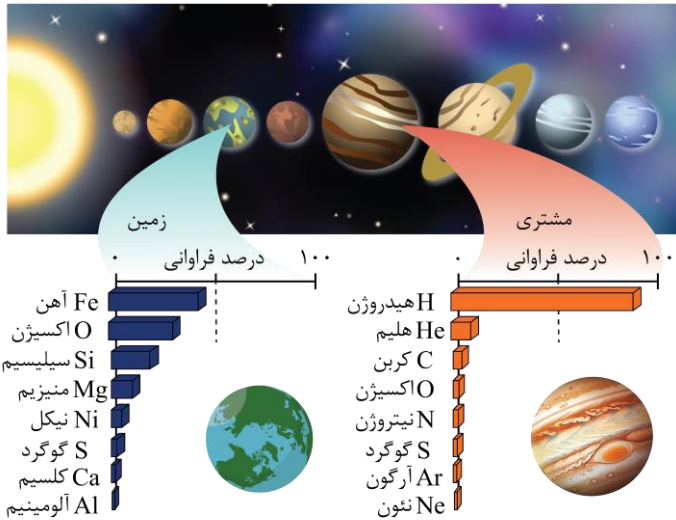 زمین
مشتری
۰ درصد فراوانی ۱۰۰
Fe آهن
O اکسیژن
Si سیلیسیم
Mg منیزیم
Ni نیکل
S گوگرد
Ca کلسیم
Al آلومینیم
۰ درصد فراوانی ۱۰۰
H هیدروژن
He هلیم
C کربن
O اکسیژن
N نیتروژن
S گوگرد
Ar آرگون
Ne نئون